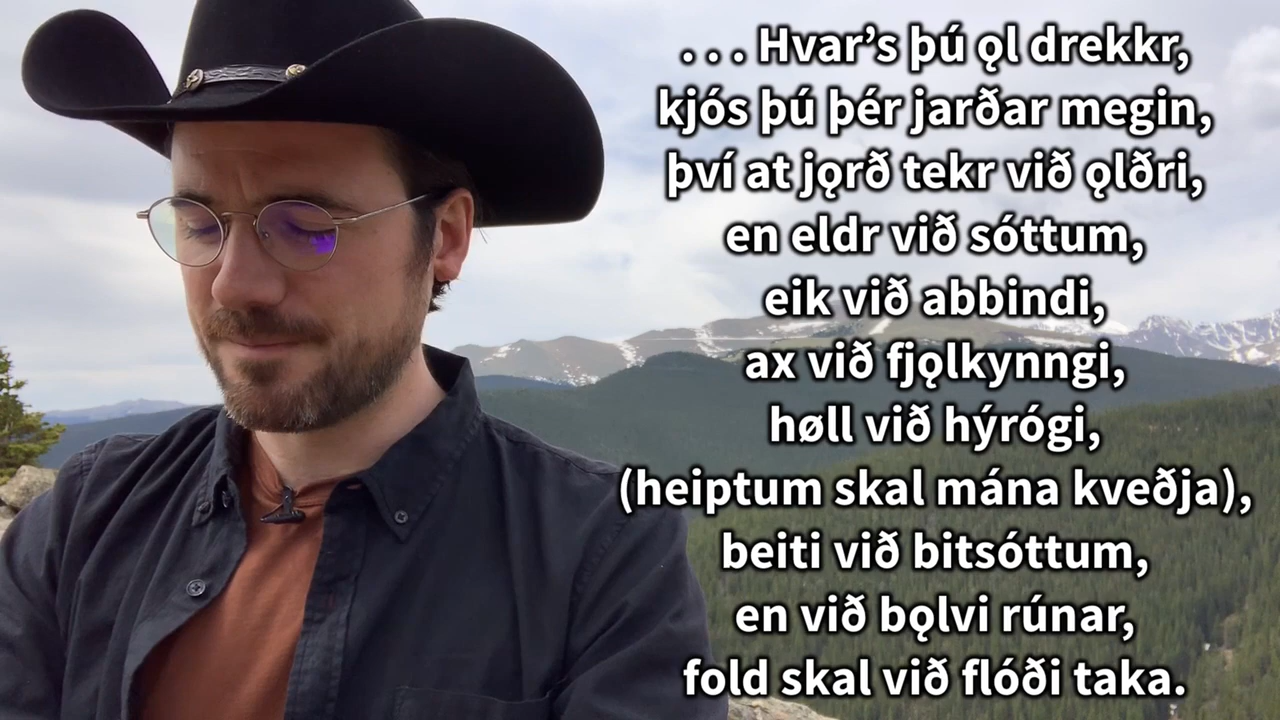 . . . Hvar’s þú ǫl drekkr,
kjós þú þér jarðar megin,
því at jǫrð tekr við ǫlðri,
en eldr við sóttum,
eik við abbindi,
ax við fjǫlkynngi,
høll við hýrógi,
(heiptum skal mána kveðja),
beiti við bitsóttum,
en við bǫlvi rúnar,
fold skal við flóði taka.